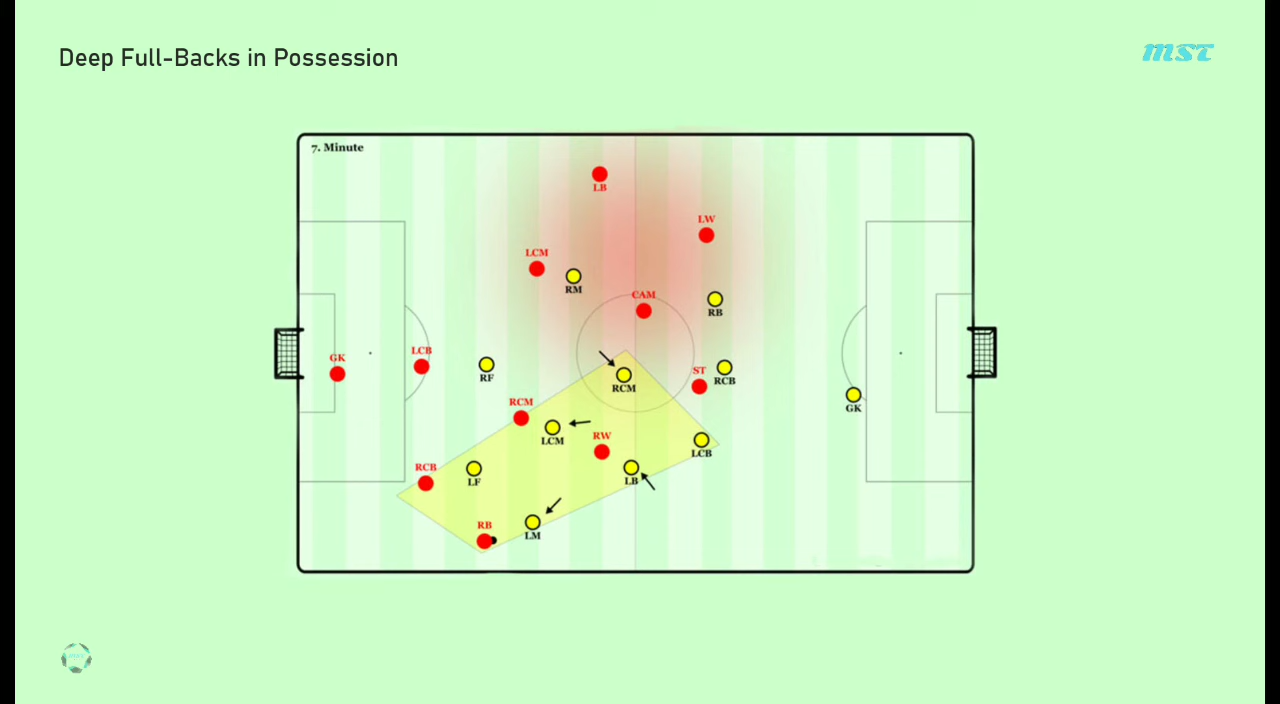 Deep Full-Backs in Possession
mst
7. Minute
LB
LW
LCM
RM
CAM
RB
LCB
GK
RF
RCM
ST
RCB
GK
RCM
LCM
RW
LCB
RCB
LF
LB
RB
LM